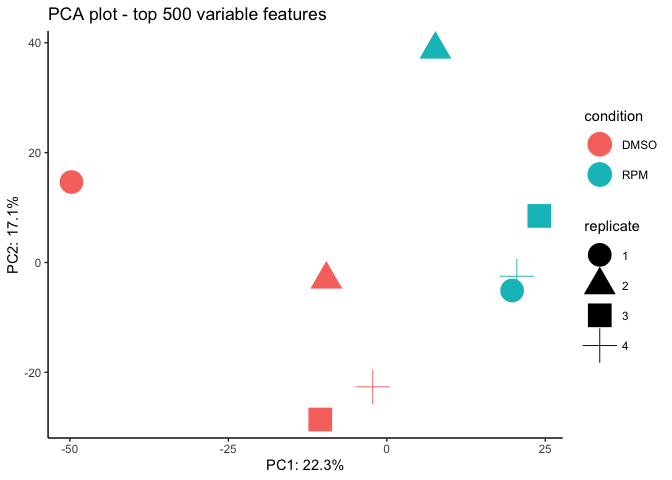 PCA plot - top 500 variable features
40
20
0
-20
PC2: 17.1%
-50
-25
0
25
PC1: 22.3%
condition
DMSO
RPM
replicate
1
2
3
4